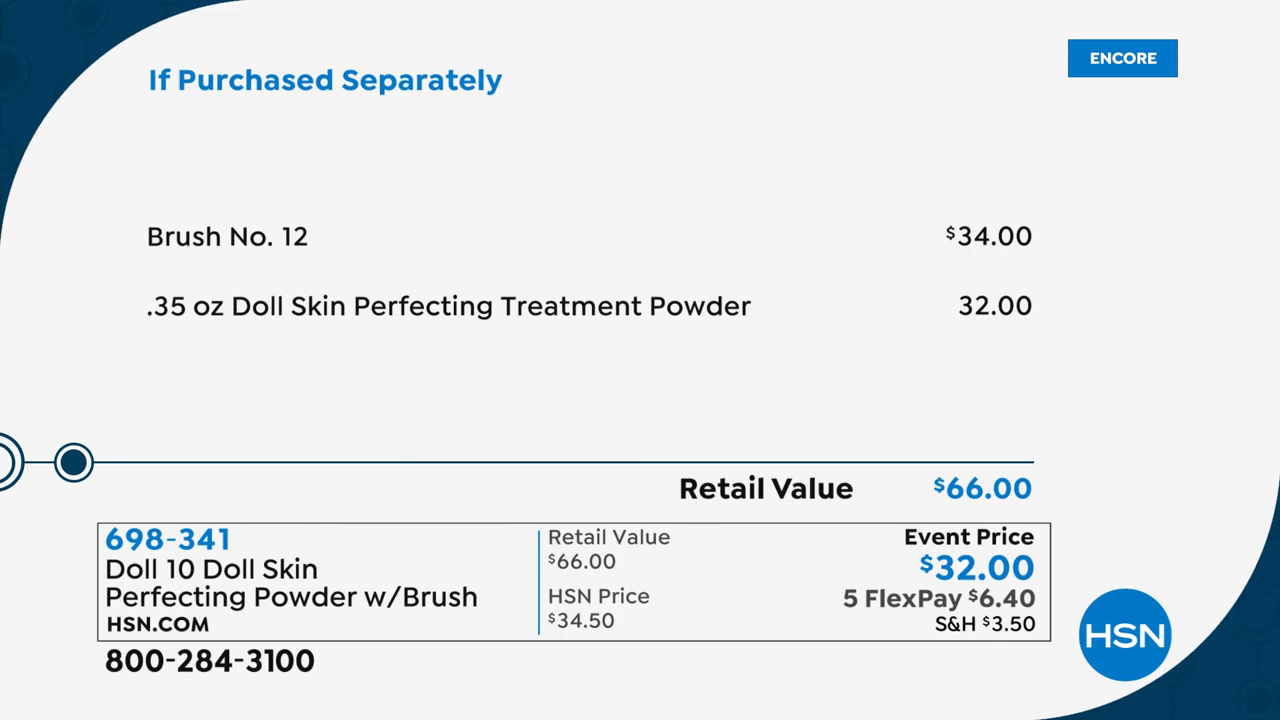 If Purchased Separately
ENCORE
Brush No. 12 $34.00
.35 oz Doll Skin Perfecting Treatment Powder 32.00
Retail Value $66.00
698-341
Doll 10 Doll Skin
Perfecting Powder w/Brush
HSN.COM
Retail Value
$66.00
HSN Price
$34.50
Event Price
$32.00
5 FlexPay $6.40
S&H $3.50
HSN
800-284-3100